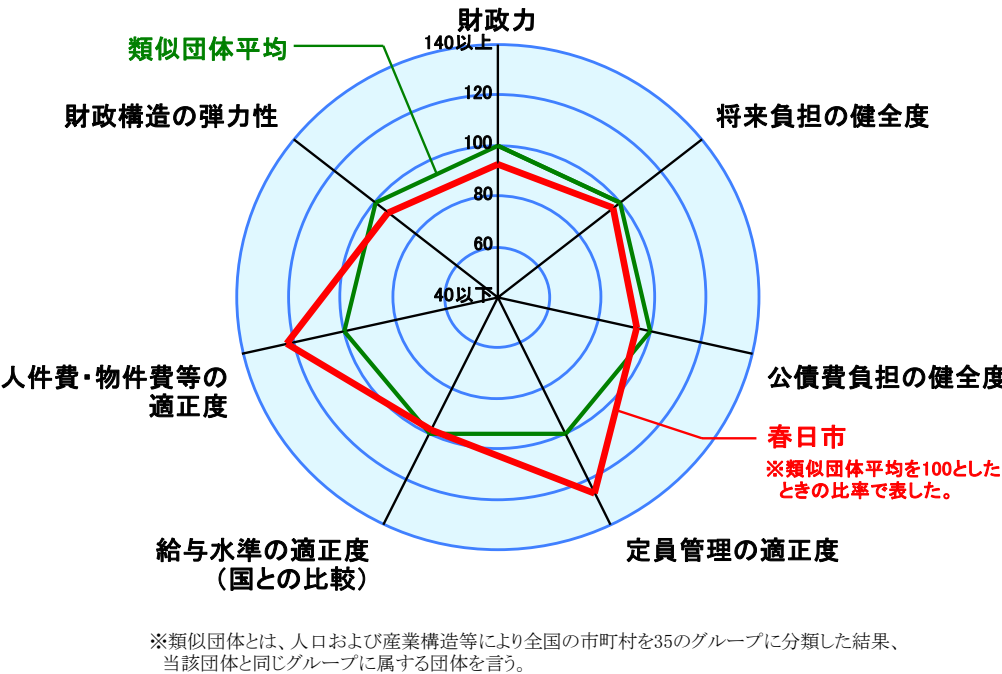 財政力
類似団体平均
140以上
120
100
80
60
40以下
財政構造の弾力性
将来負担の健全度
人件費・物件費等の
適正度
公債費負担の健全度
春日市
※類似団体平均を100とした
ときの比率で表した。
給与水準の適正度
（国との比較）
定員管理の適正度
※類似団体とは、人口および産業構造等により全国の市町村を35のグループに分類した結果、
当該団体と同じグループに属する団体を言う。